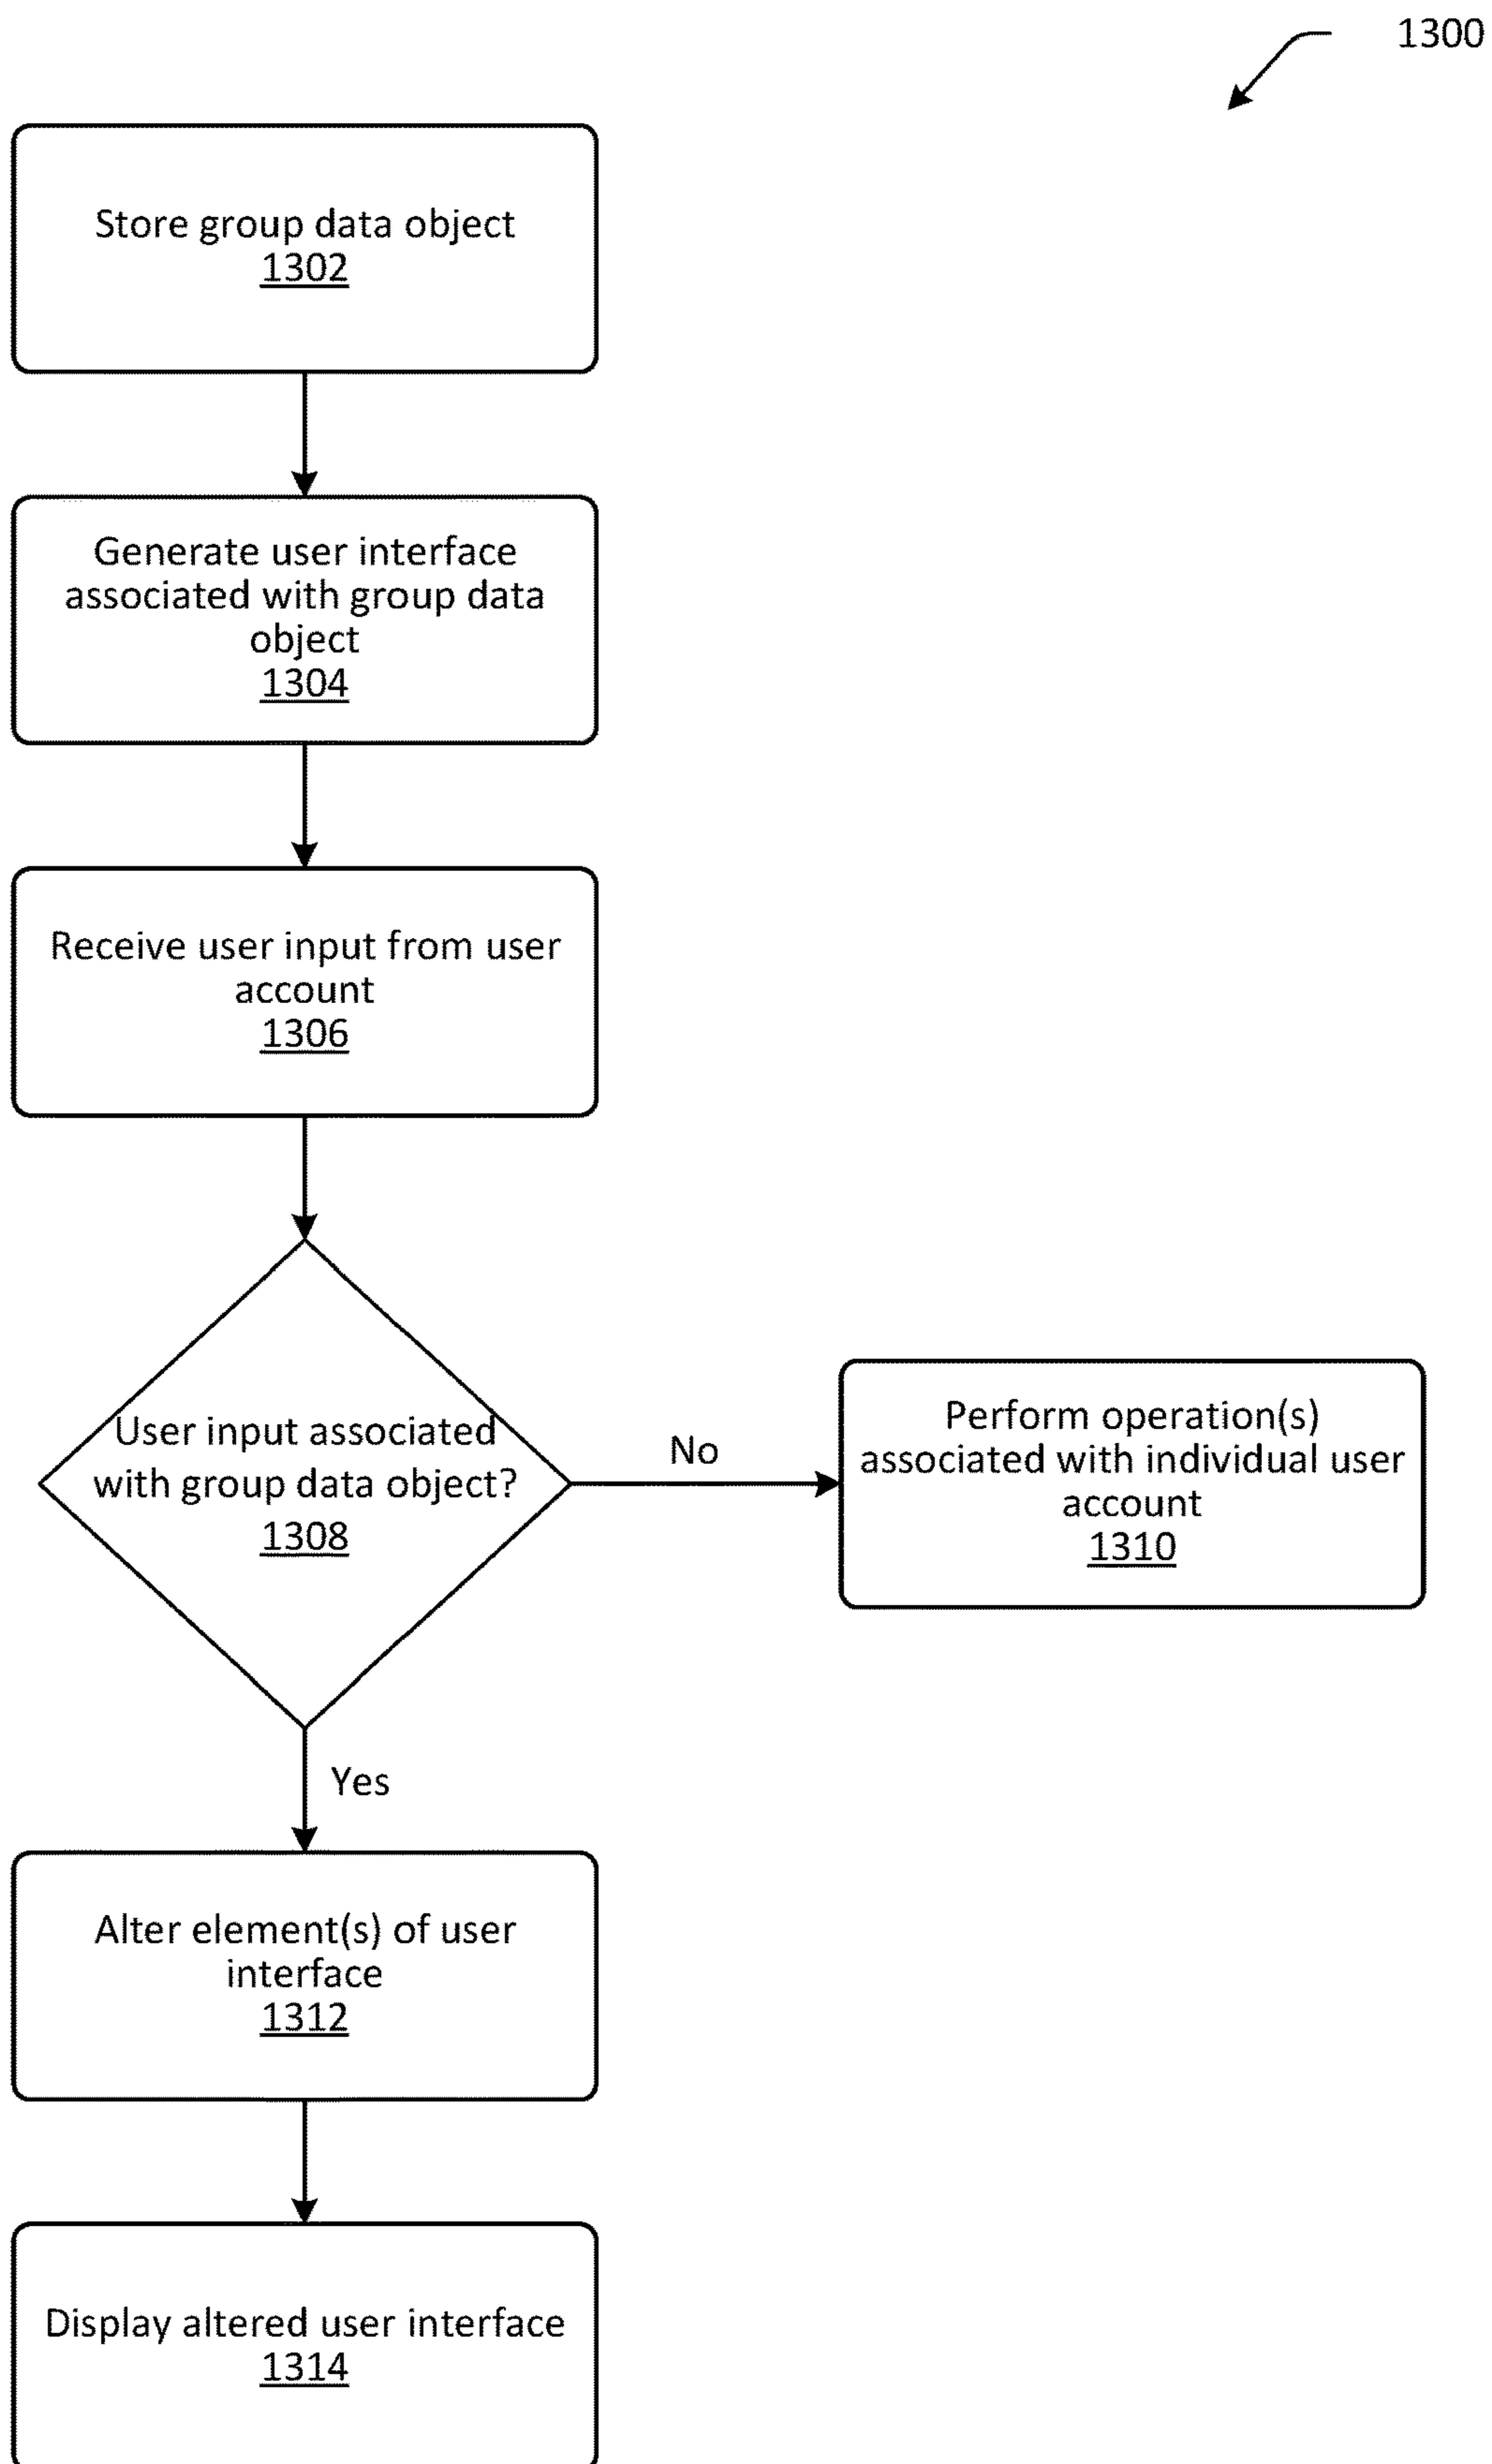 1300
Store group data object
1302
Generate user interface
associated with group data
object
1304
Receive user input from user
account
1306
User input associated
with group data object?
1308
No
Perform operation(s)
associated with individual user
account
1310
Yes
Alter element(s) of user
interface
1312
Display altered user interface
1314